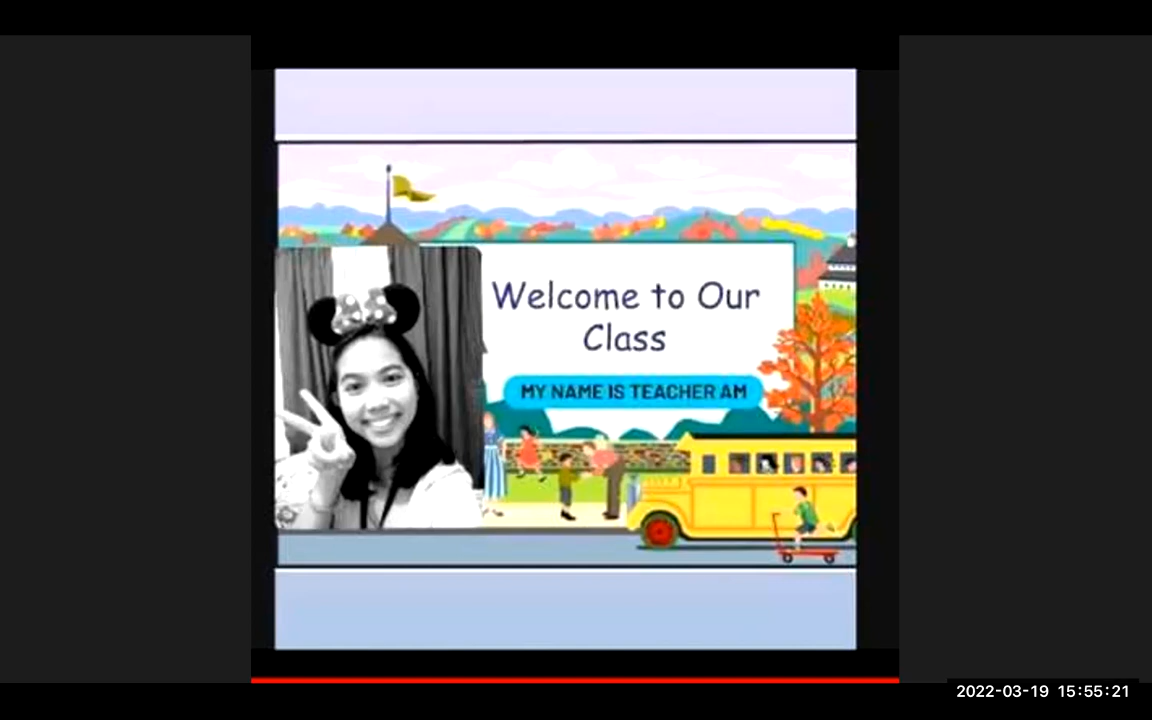 Welcome to Our
Class
MY NAME IS TEACHER AM
2022-03-19 15:55:21